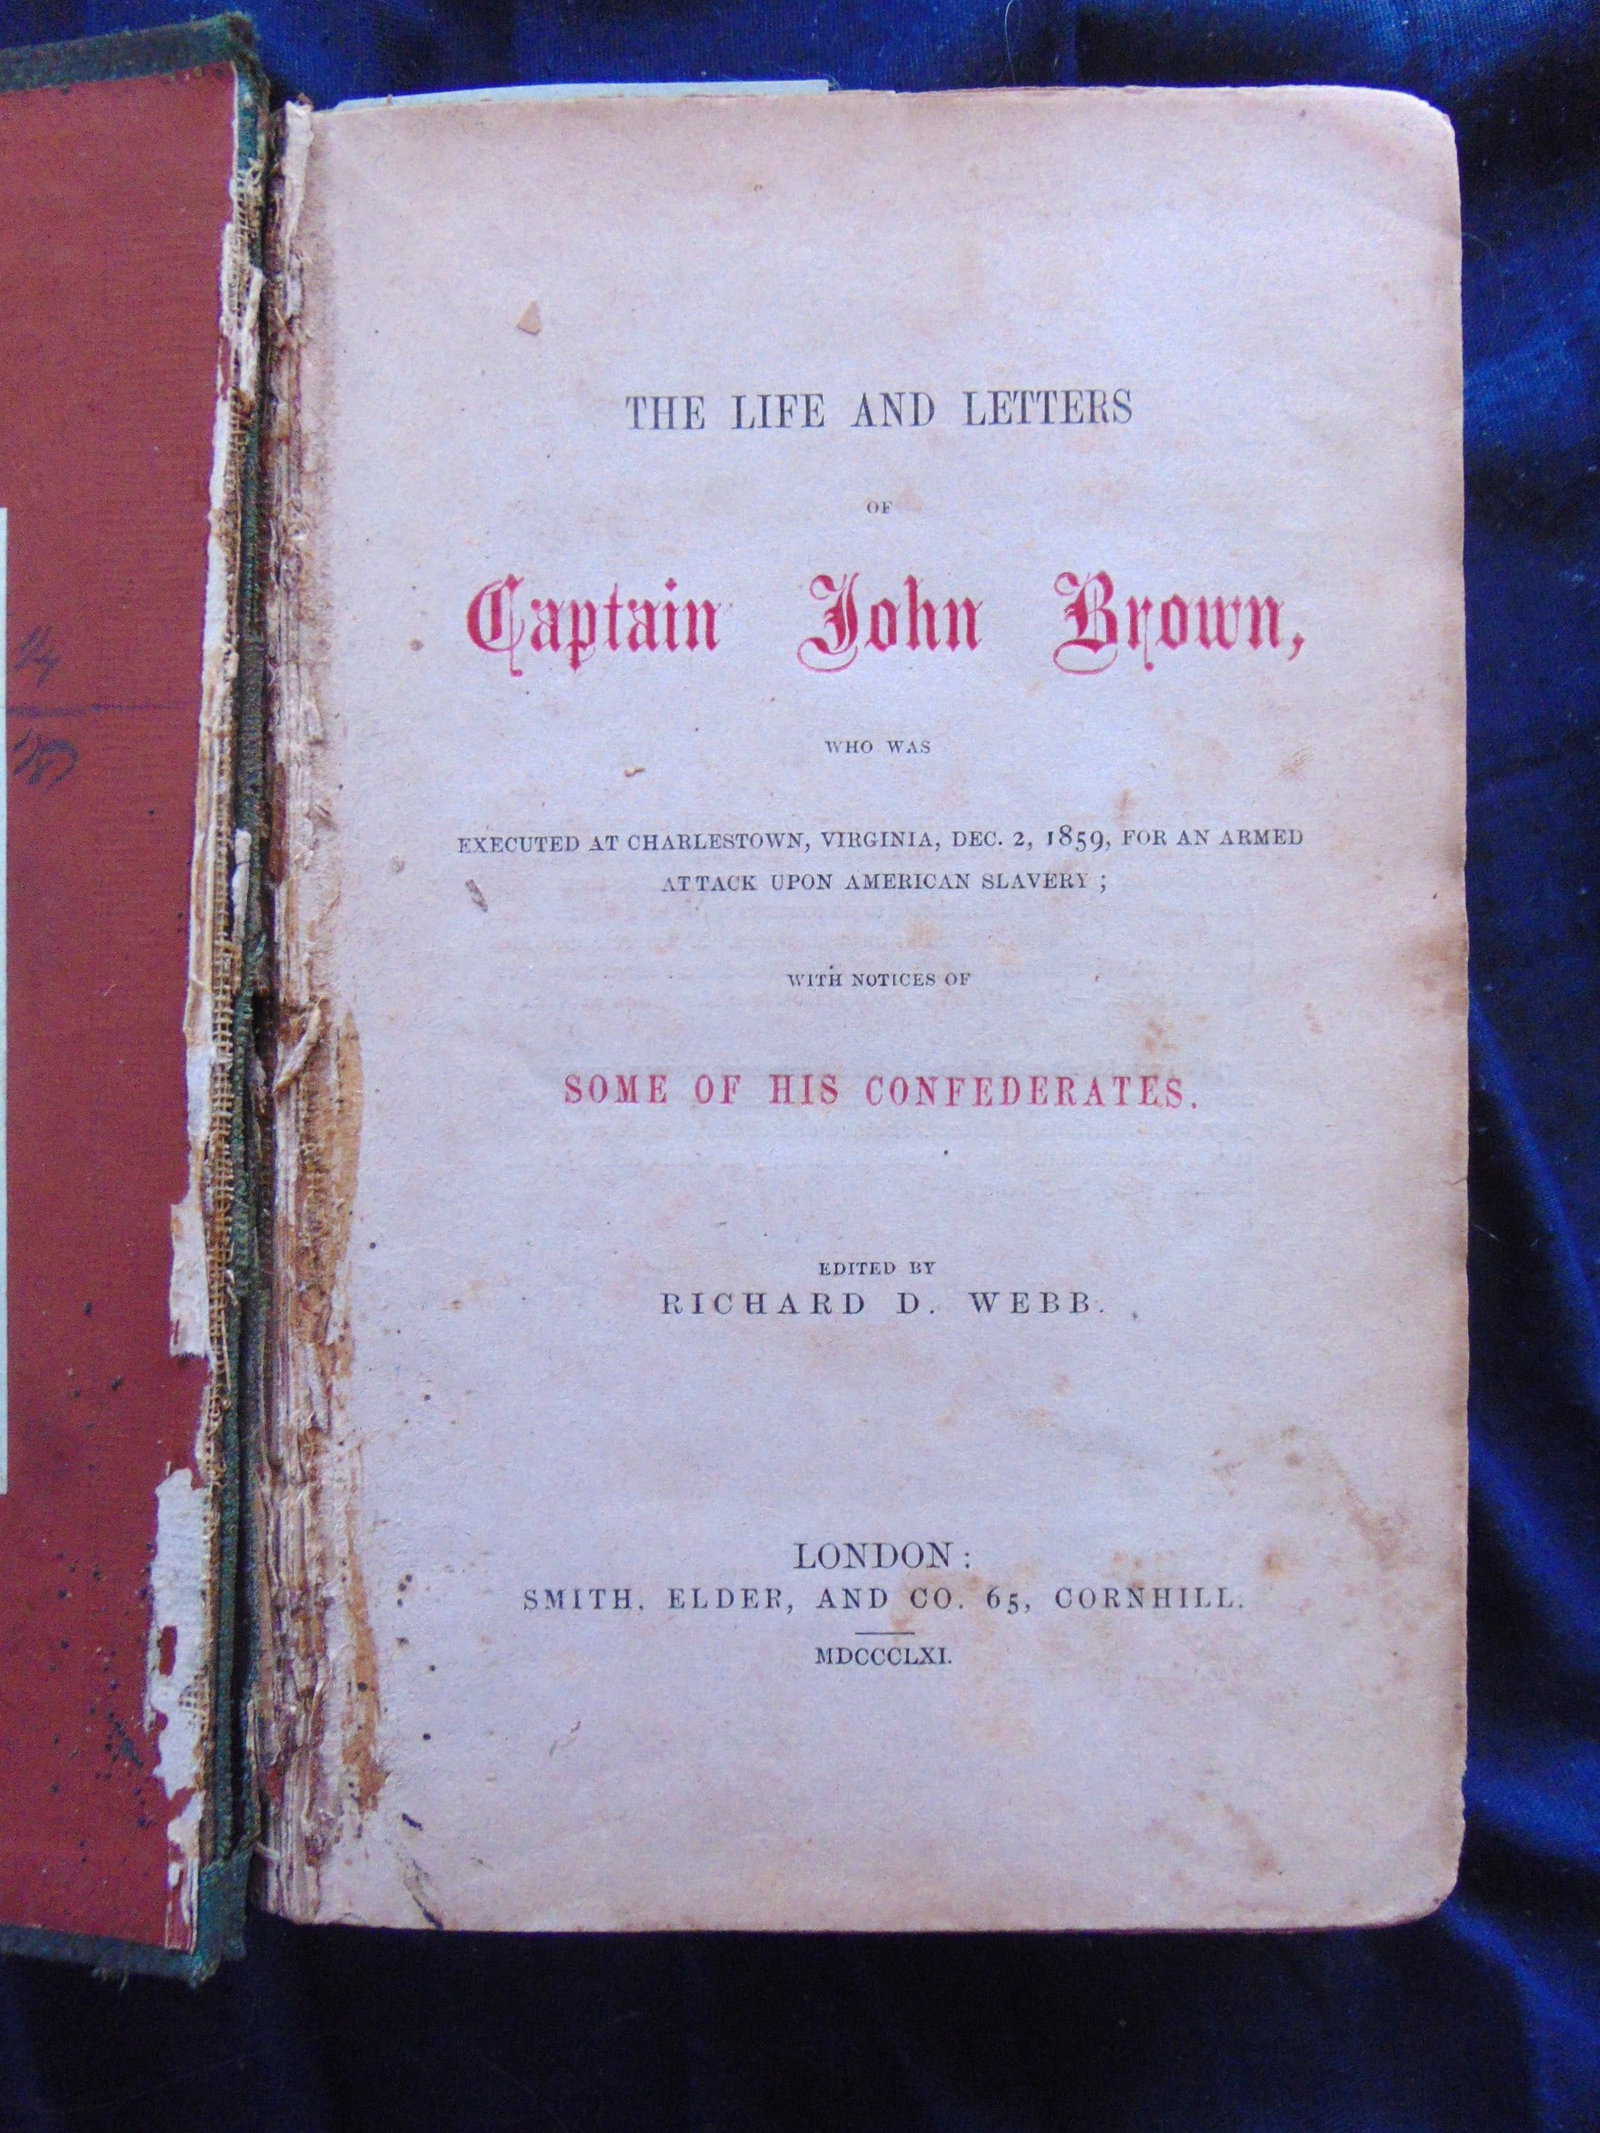 THE LIFE AND LETTERS
OF
Captain John Brown,
WHO WAS
EXECUTED AT CHARLESTOWN, VIRGINIA, DEC. 2, 1859, FOR AN ARMED
ATTACK UPON AMERICAN SLAVERY;
WITH NOTICES OF
SOME OF HIS CONFEDERATES.
EDITED BY
RICHARD D. WEBB.
LONDON:
SMITH, ELDER, AND CO. 65, CORNHILL.
MDCCCLXI.